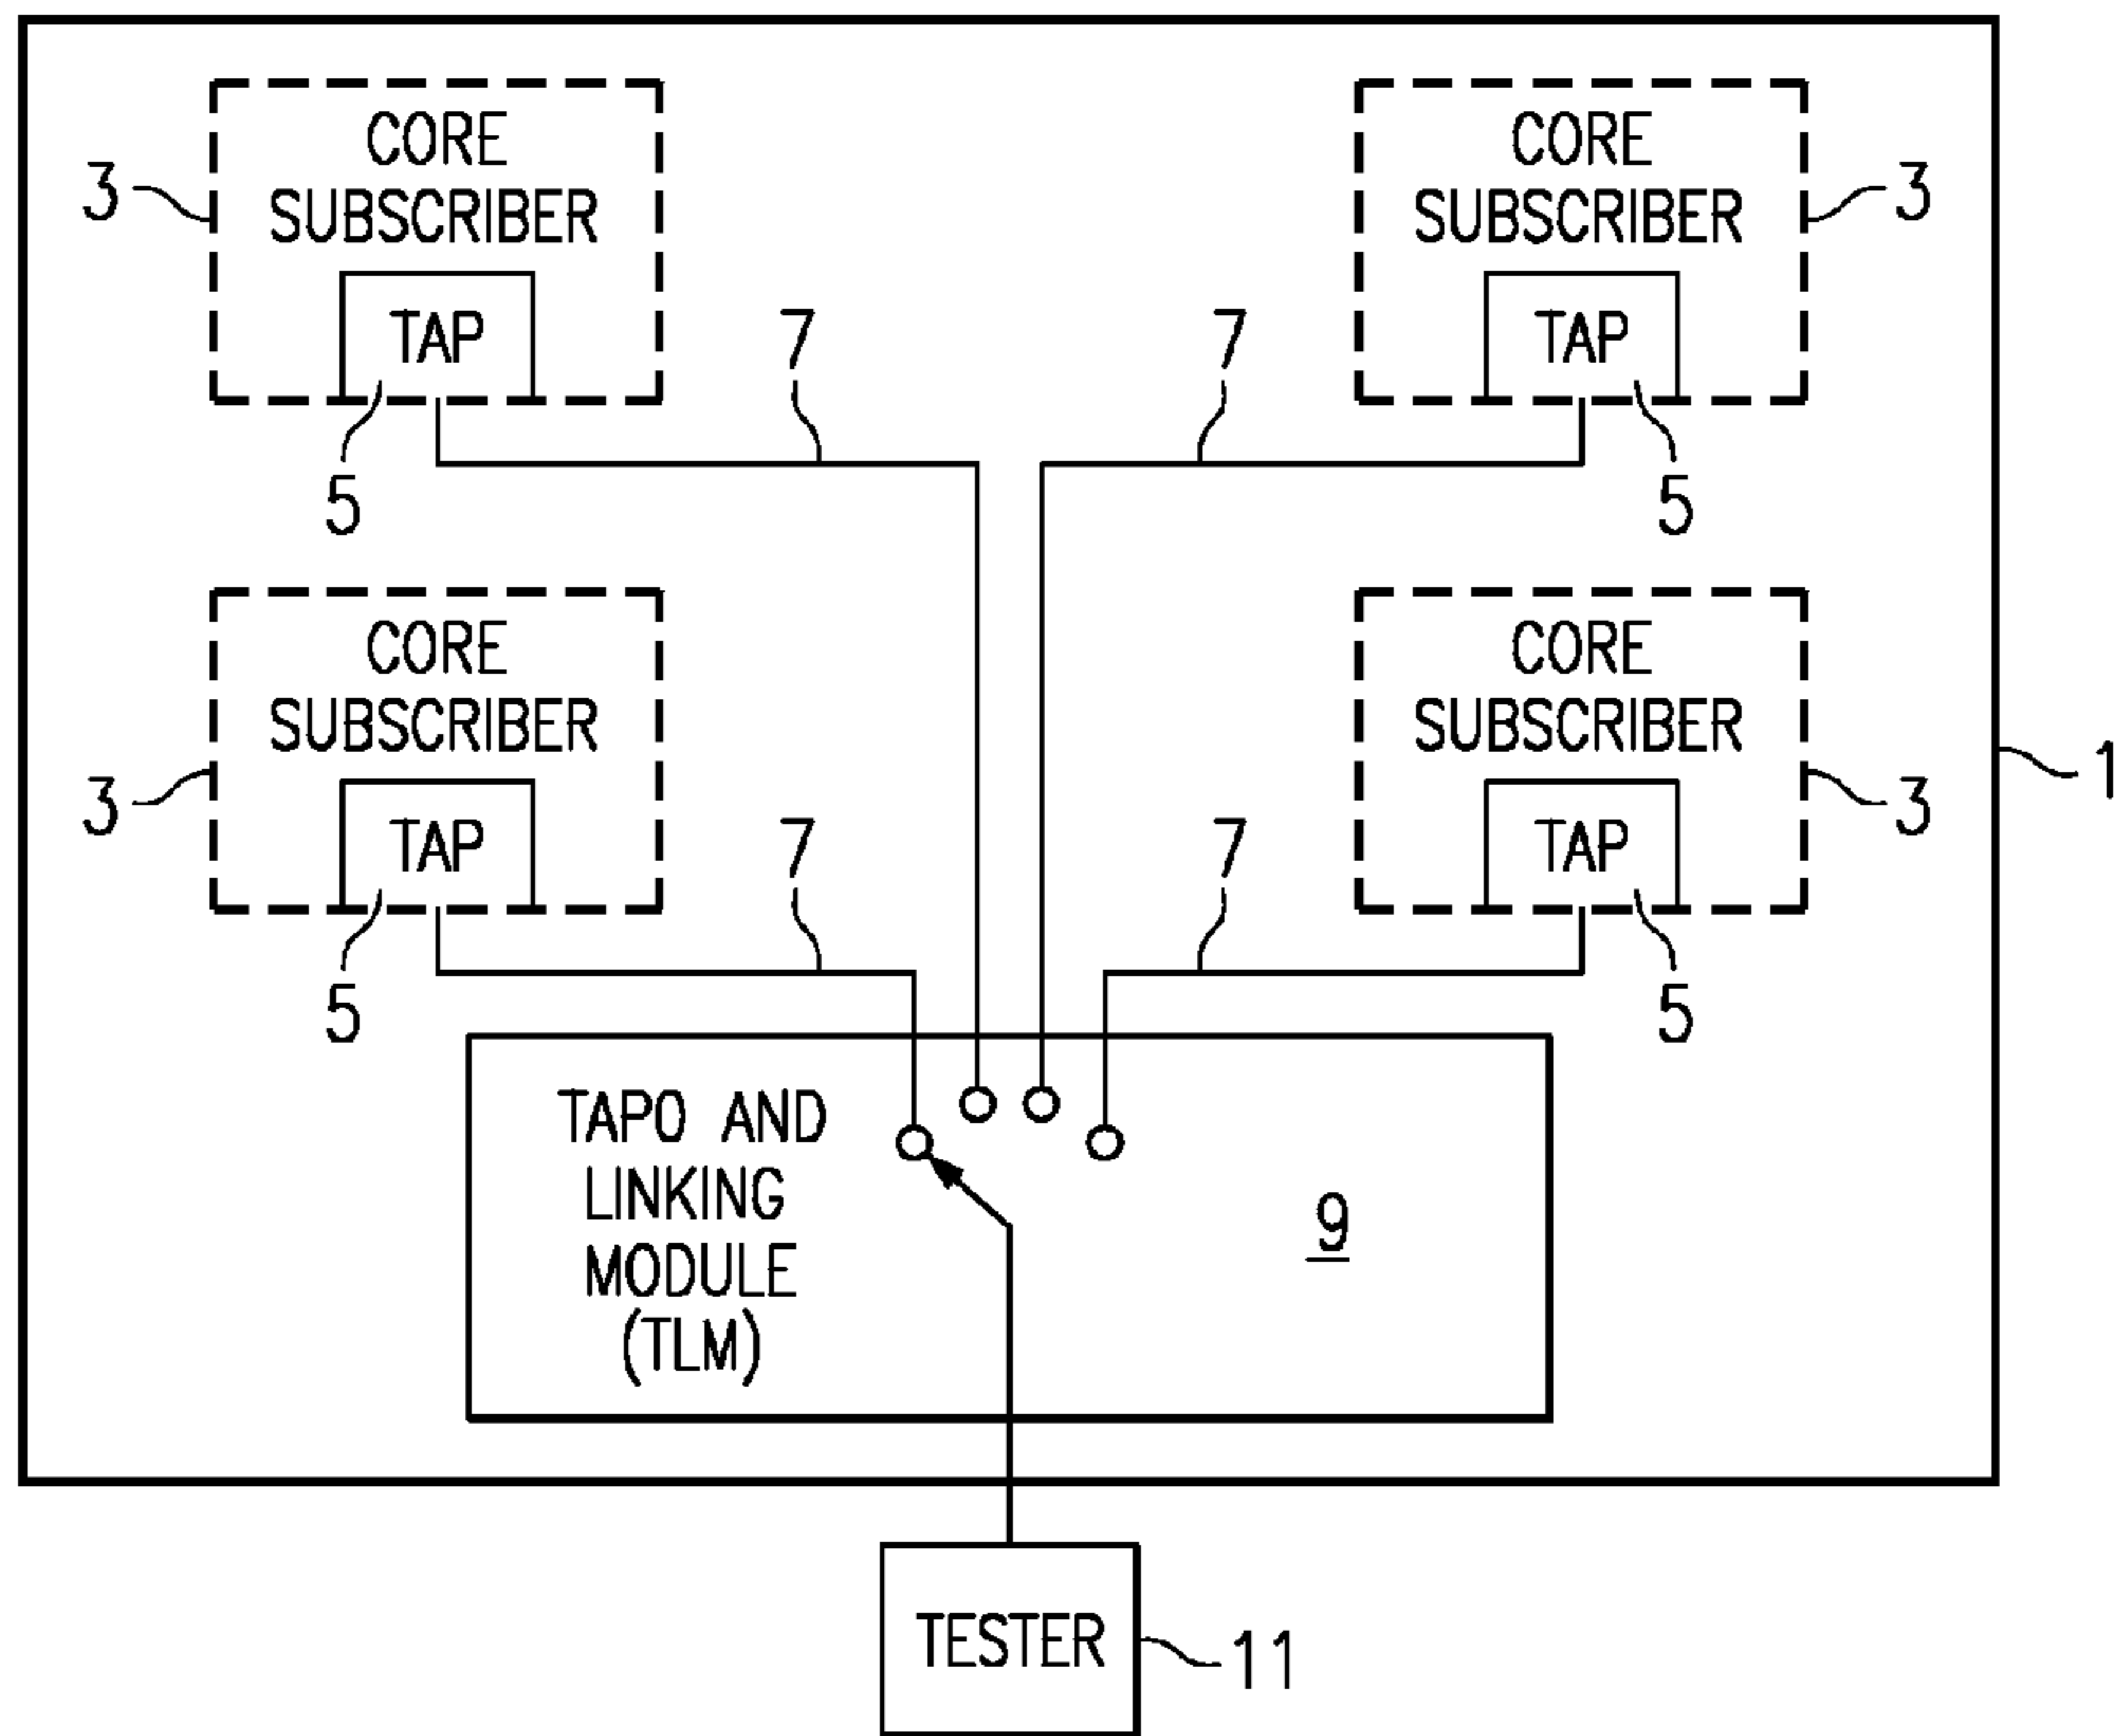 CORE
SUBSCRIBER
TAP
3
5
7
CORE
SUBSCRIBER
TAP
3
5
7
CORE
SUBSCRIBER
TAP
3
5
7
CORE
SUBSCRIBER
TAP
3
5
7
1
TAPO AND
LINKING
MODULE
(TLM)
9
TESTER
11